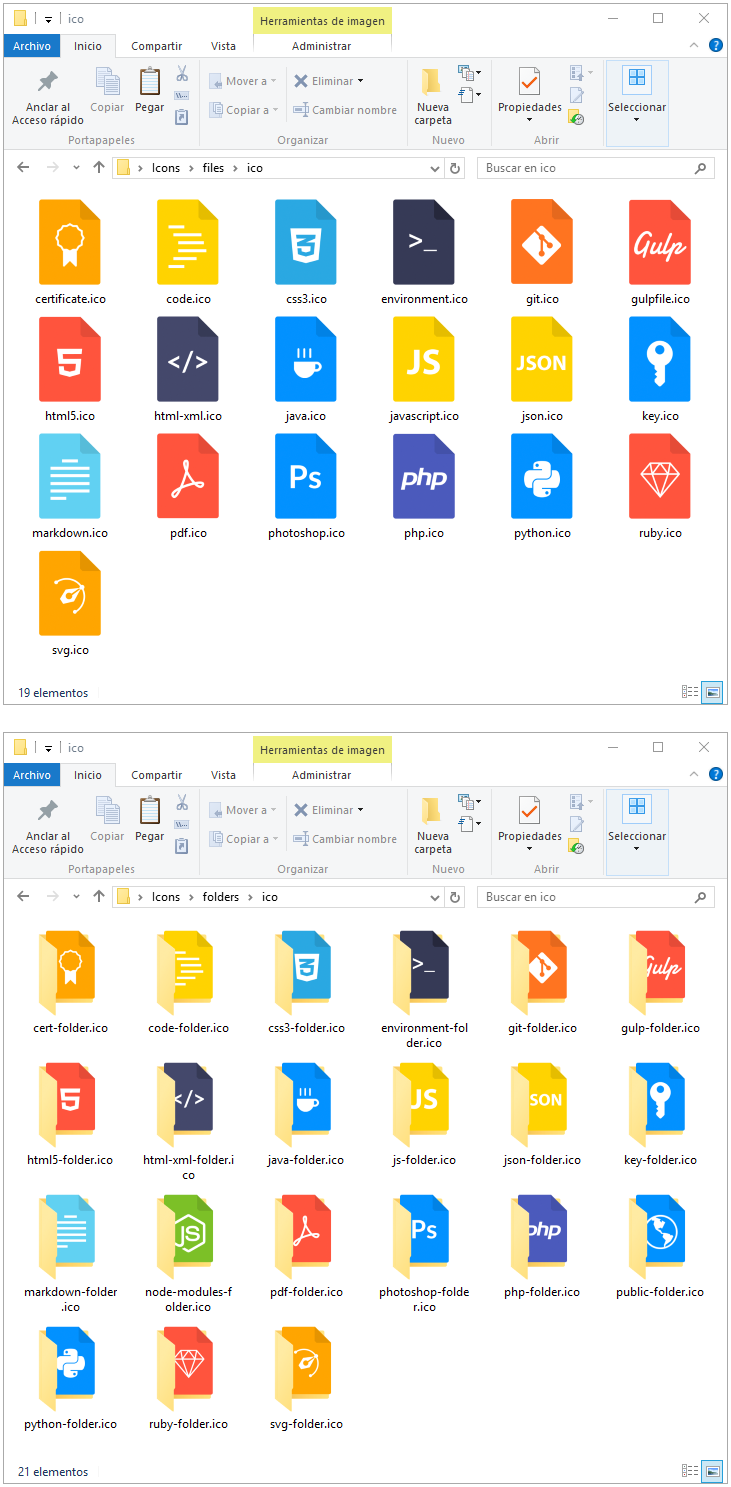 ico
Herramientas de imagen
Archivo Inicio Compartir Vista Administrar
Anclar al Acceso rápido
Copiar
Pegar
Mover a
Copiar a
Eliminar
Cambiar nombre
Nueva carpeta
Propiedades
Seleccionar
Portapapeles Organizar Nuevo Abrir
Icons files ico
Buscar en ico
>_
Gulp
certificate.ico code.ico css3.ico environment.ico git.ico gulpfile.ico
5 </> JS JSON
html5.ico html-xml.ico java.ico javascript.ico json.ico key.ico
Ps php
markdown.ico pdf.ico photoshop.ico php.ico python.ico ruby.ico
svg.ico
19 elementos
ico
Herramientas de imagen
Archivo Inicio Compartir Vista Administrar
Anclar al Acceso rápido
Copiar
Pegar
Mover a
Copiar a
Eliminar
Cambiar nombre
Nueva carpeta
Propiedades
Seleccionar
Portapapeles Organizar Nuevo Abrir
Icons folders ico
Buscar en ico
>_ Gulp
cert-folder.ico code-folder.ico css3-folder.ico environment-folder.ico git-folder.ico gulp-folder.ico
5 </> JS JSON
html5-folder.ico html-xml-folder.ico java-folder.ico js-folder.ico json-folder.ico key-folder.ico
JS Ps php
markdown-folder.ico node-modules-folder.ico pdf-folder.ico photoshop-folder.ico php-folder.ico public-folder.ico
python-folder.ico ruby-folder.ico svg-folder.ico
21 elementos